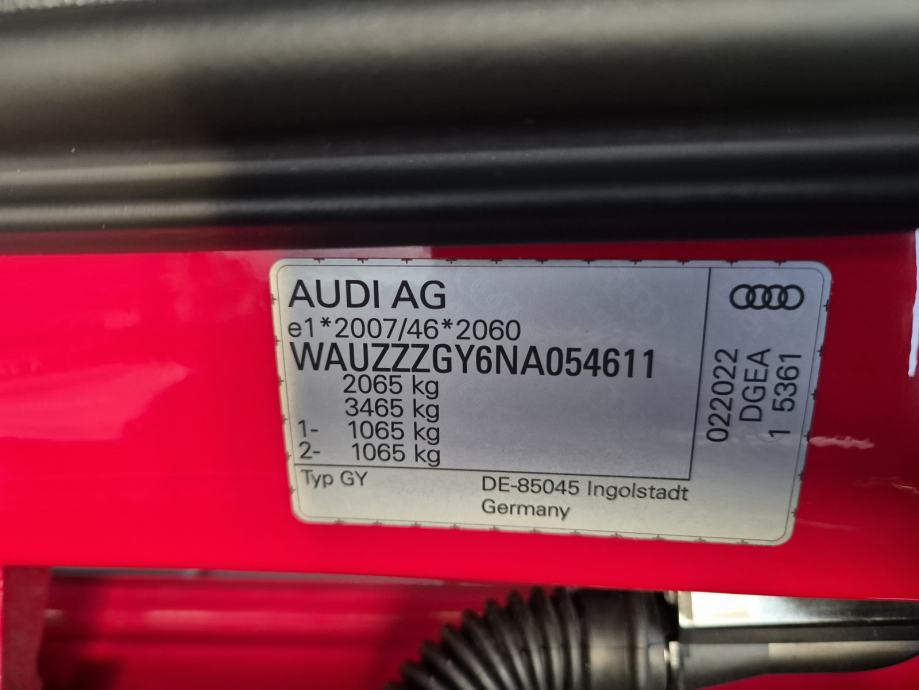 AUDI AG
e1*2007/46*2060
WAUZZZGY6NA054611
2065 kg
3465 kg
1- 1065 kg
2- 1065 kg
Typ GY
DE-85045 Ingolstadt
Germany
022022
DGEA
1 5361